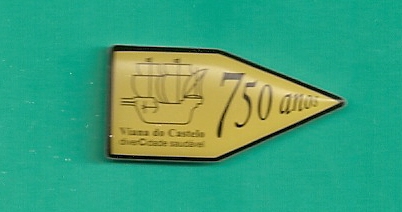 750 anos
Viana do Castelo
diverCidade saudável